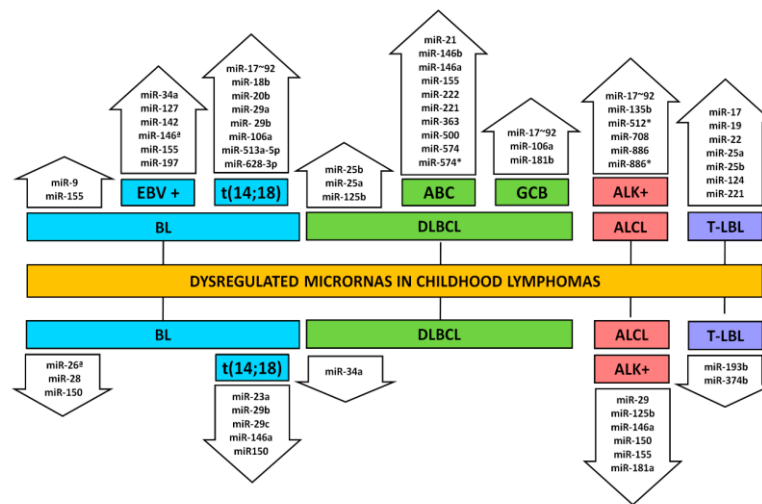 miR-9
miR-155
miR-34a
miR-127
miR-142
miR-146ª
miR-155
miR-197
EBV +
miR-17~92
miR-18b
miR-20b
miR-29a
miR- 29b
miR-106a
miR-513a-5p
miR-628-3p
t(14;18)
BL
miR-25b
miR-25a
miR-125b
miR-21
miR-146b
miR-146a
miR-155
miR-222
miR-221
miR-363
miR-500
miR-574
miR-574*
ABC
miR-17~92
miR-106a
miR-181b
GCB
DLBCL
miR-17~92
miR-135b
miR-512*
miR-708
miR-886
miR-886*
ALK+
ALCL
miR-17
miR-19
miR-22
miR-25a
miR-25b
miR-124
miR-221
T-LBL
DYSREGULATED MICRORNAS IN CHILDHOOD LYMPHOMAS
BL
miR-26ª
miR-28
miR-150
t(14;18)
miR-23a
miR-29b
miR-29c
miR-146a
miR150
DLBCL
miR-34a
ALCL
ALK+
miR-29
miR-125b
miR-146a
miR-150
miR-155
miR-181a
T-LBL
miR-193b
miR-374b